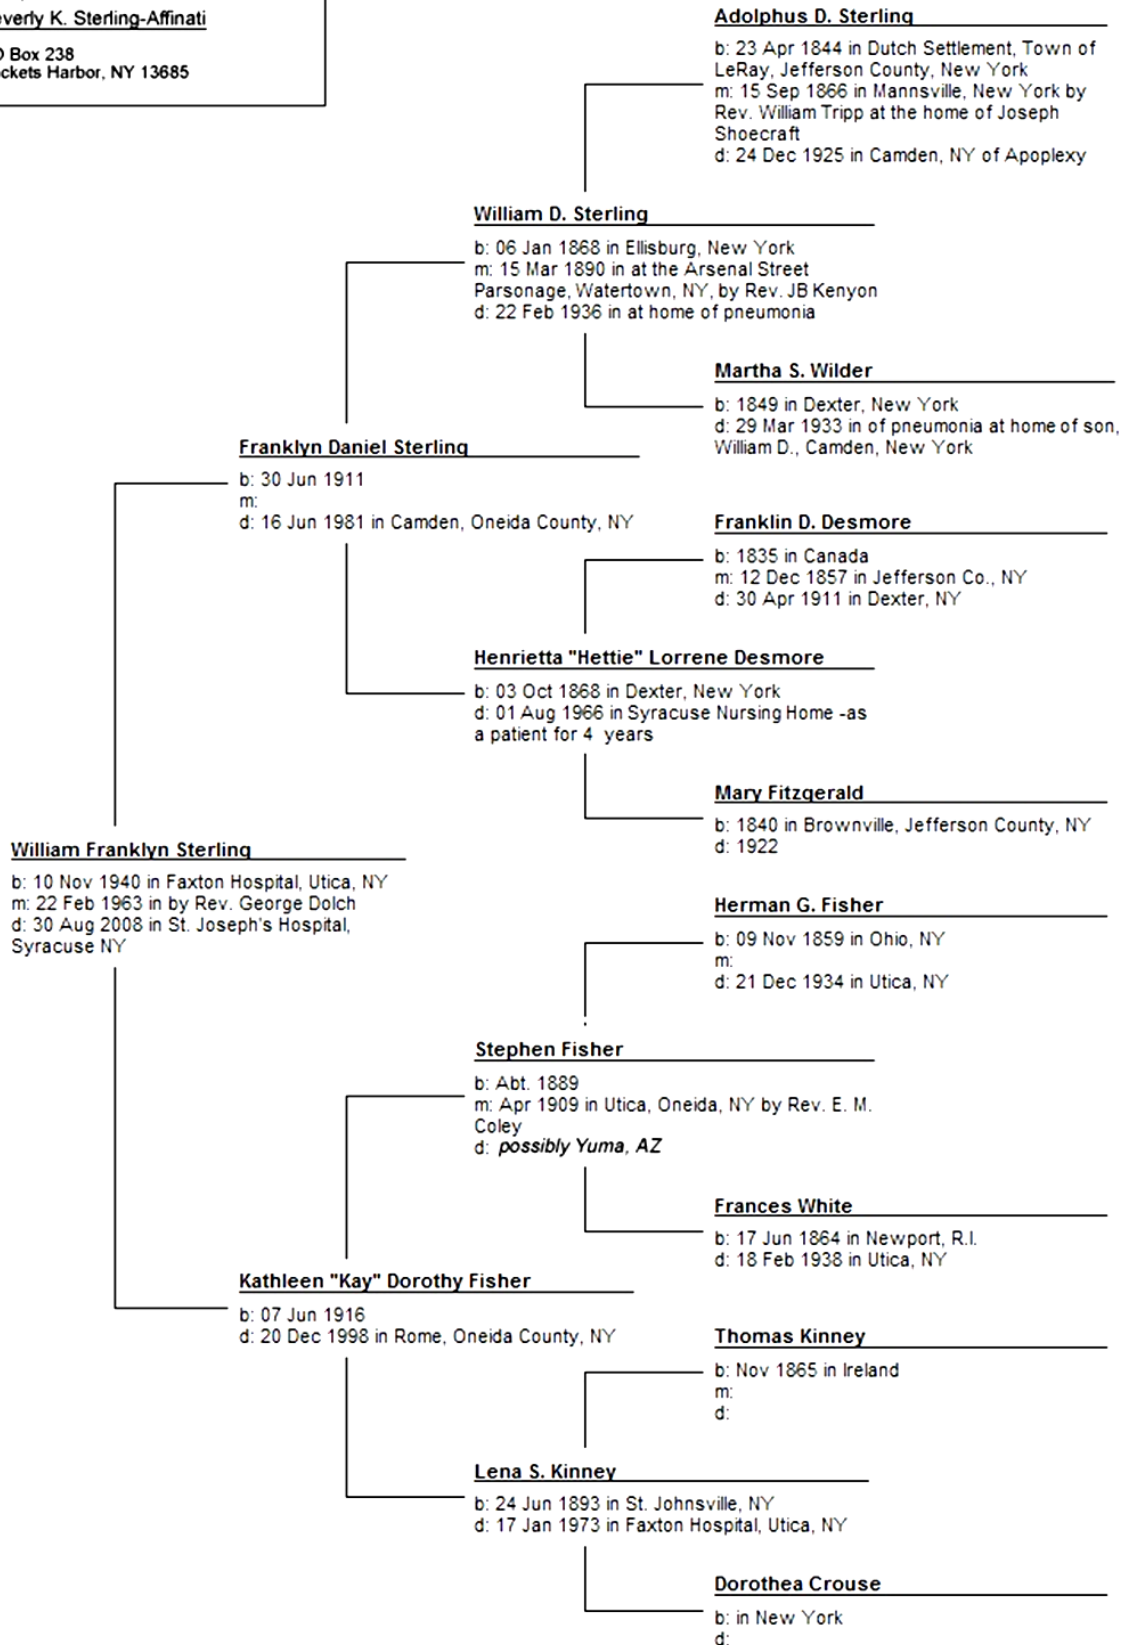 everly K. Sterling-Affinati
Box 238
ckets Harbor, NY 13685
Adolphus D. Sterling
b: 23 Apr 1844 in Dutch Settlement, Town of
LeRay, Jefferson County, New York
m: 15 Sep 1866 in Mannsville, New York by
Rev. William Tripp at the home of Joseph
Shoecraft
d: 24 Dec 1925 in Camden, NY of Apoplexy
William D. Sterling
b: 06 Jan 1868 in Ellisburg, New York
m: 15 Mar 1890 in at the Arsenal Street
Parsonage, Watertown, NY, by Rev. JB Kenyon
d: 22 Feb 1936 in at home of pneumonia
Martha S. Wilder
b: 1849 in Dexter, New York
d: 29 Mar 1933 in of pneumonia at home of son,
William D., Camden, New York
Franklyn Daniel Sterling
b: 30 Jun 1911
m:
d: 16 Jun 1981 in Camden, Oneida County, NY
Franklin D. Desmore
b: 1835 in Canada
m: 12 Dec 1857 in Jefferson Co., NY
d: 30 Apr 1911 in Dexter, NY
Henrietta "Hettie" Lorrene Desmore
b: 03 Oct 1868 in Dexter, New York
d: 01 Aug 1966 in Syracuse Nursing Home -as
a patient for 4 years
Mary Fitzgerald
b: 1840 in Brownville, Jefferson County, NY
d: 1922
William Franklyn Sterling
b: 10 Nov 1940 in Faxton Hospital, Utica, NY
m: 22 Feb 1963 in by Rev. George Dolch
d: 30 Aug 2008 in St. Joseph's Hospital,
Syracuse NY
Herman G. Fisher
b: 09 Nov 1859 in Ohio, NY
m:
d: 21 Dec 1934 in Utica, NY
Stephen Fisher
b: Abt. 1889
m: Apr 1909 in Utica, Oneida, NY by Rev. E. M.
Coley
d: possibly Yuma, AZ
Frances White
b: 17 Jun 1864 in Newport, R.I.
d: 18 Feb 1938 in Utica, NY
Kathleen "Kay" Dorothy Fisher
b: 07 Jun 1916
d: 20 Dec 1998 in Rome, Oneida County, NY
Thomas Kinney
b: Nov 1865 in Ireland
m:
d:
Lena S. Kinney
b: 24 Jun 1893 in St. Johnsville, NY
d: 17 Jan 1973 in Faxton Hospital, Utica, NY
Dorothea Crouse
b: in New York
d: